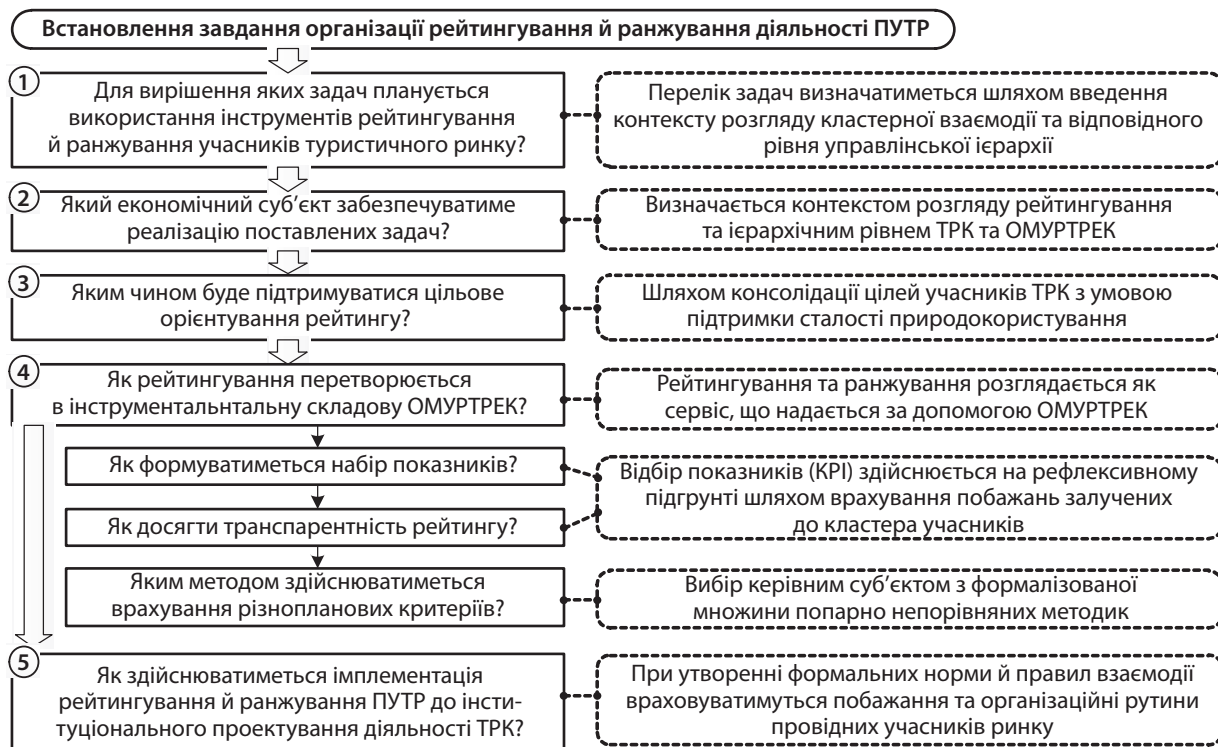 Встановлення завдання організації рейтингування й ранжування діяльності ПУТР
1
Для вирішення яких задач планується
використання інструментів рейтингування
й ранжування учасників туристичного ринку?
Перелік задач визначатиметься шляхом введення
контексту розгляду кластерної взаємодії та відповідного
рівня управлінської ієрархії
2
Який економічний суб’єкт забезпечуватиме
реалізацію поставлених задач?
Визначається контекстом розгляду рейтингування
та ієрархічним рівнем ТРК та ОМУРТРЕК
3
Яким чином буде підтримуватися цільове
орієнтування рейтингу?
Шляхом консолідації цілей учасників ТРК з умовою
підтримки сталості природокористування
4
Як рейтингування перетворюється
в інструментальнтальну складову ОМУРТРЕК?
Рейтингування та ранжування розглядається як
сервіс, що надається за допомогою ОМУРТРЕК
Як формуватиметься набір показників?
Як досягти транспарентність рейтингу?
Відбір показників (KPI) здійснюється на рефлексивному
підгрунті шляхом врахування побажань залучених
до кластера учасників
Яким методом здійснюватиметься
врахування різнопланових критеріїв?
Вибір керівним суб’єктом з формалізованої
множини попарно непорівняних методик
5
Як здійснюватиметься імплементація
рейтингування й ранжування ПУТР до інсти-
туціонального проектування діяльності ТРК?
При утворенні формальних норми й правил взаємодії
враховуватимуться побажання та організаційні рутини
провідних учасників ринку